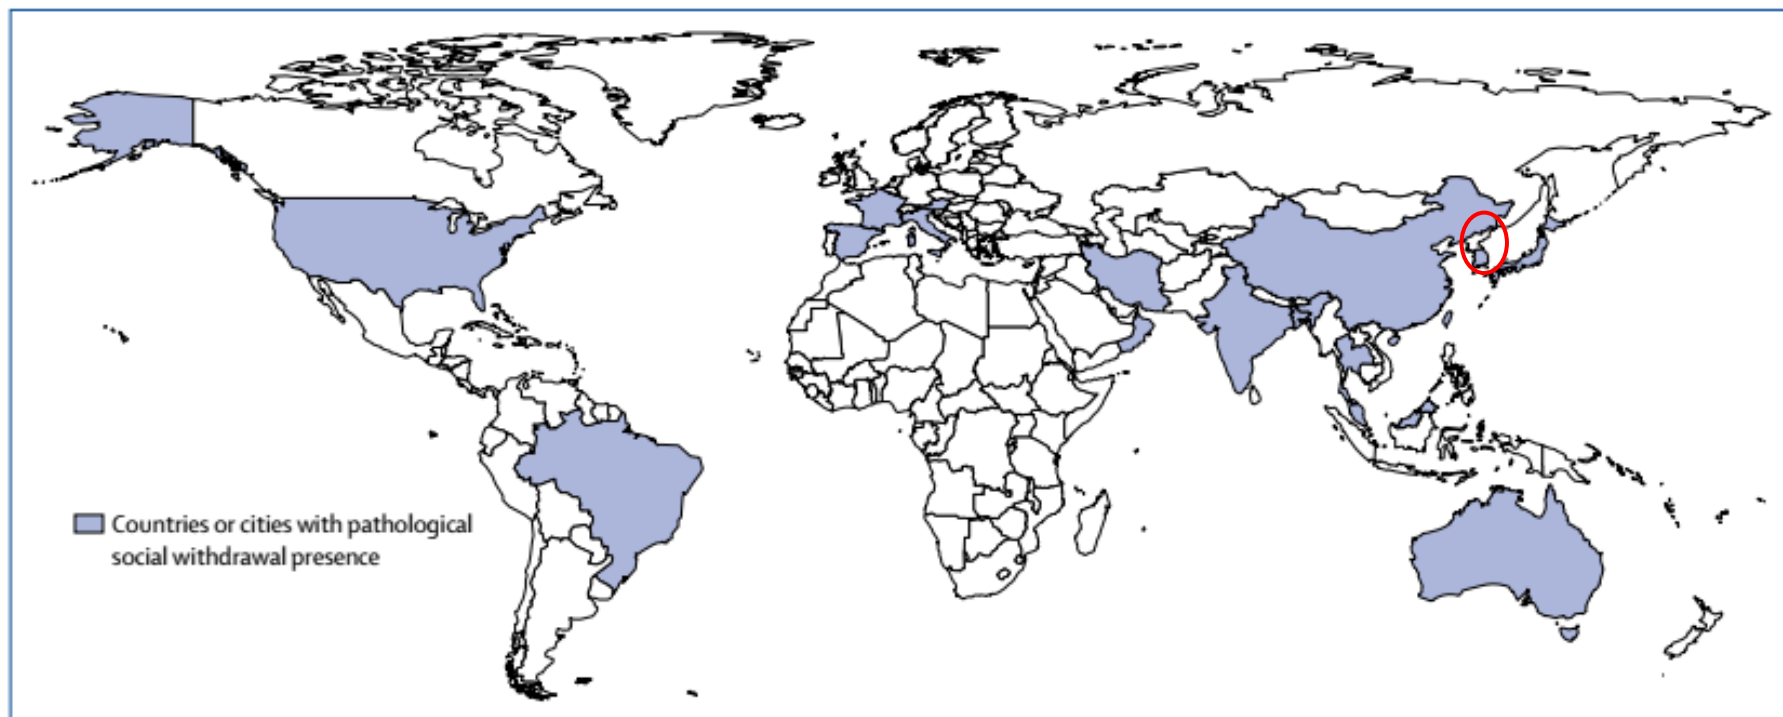 Countries or cities with pathological
social withdrawal presence